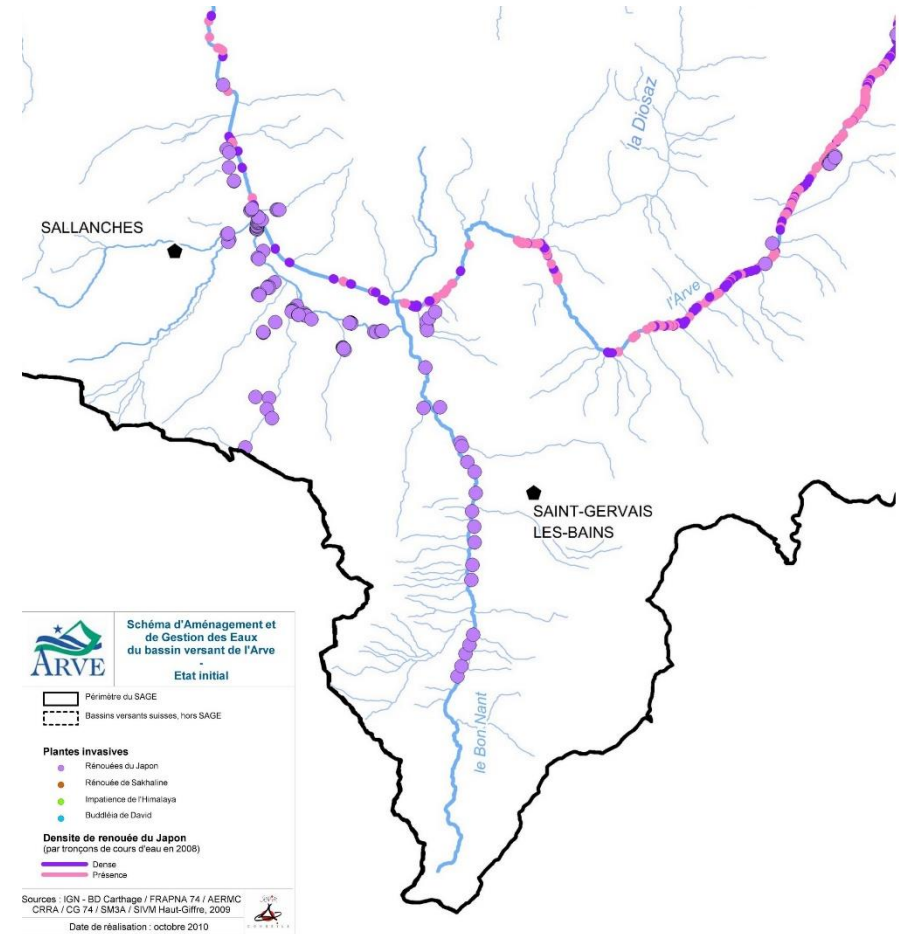 la Diosaz
SALLANCHES
l'Arve
SAINT-GERVAIS
LES-BAINS
le Bon Nant
ARVE
Schéma d'Aménagement et
de Gestion des Eaux
du bassin versant de l'Arve
-
Etat initial
Périmètre du SAGE
Bassins versants suisses, hors SAGE
Plantes invasives
Rénouées du Japon
Rénouée de Sakhaline
Impatience de l'Himalaya
Buddléia de David
Densite de renouée du Japon
(par tronçons de cours d'eau en 2008)
Dense
Présence
Sources : IGN - BD Carthage / FRAPNA 74 / AERMC
CRRA / CG 74 / SM3A / SIVM Haut-Giffre, 2009
Date de réalisation : octobre 2010